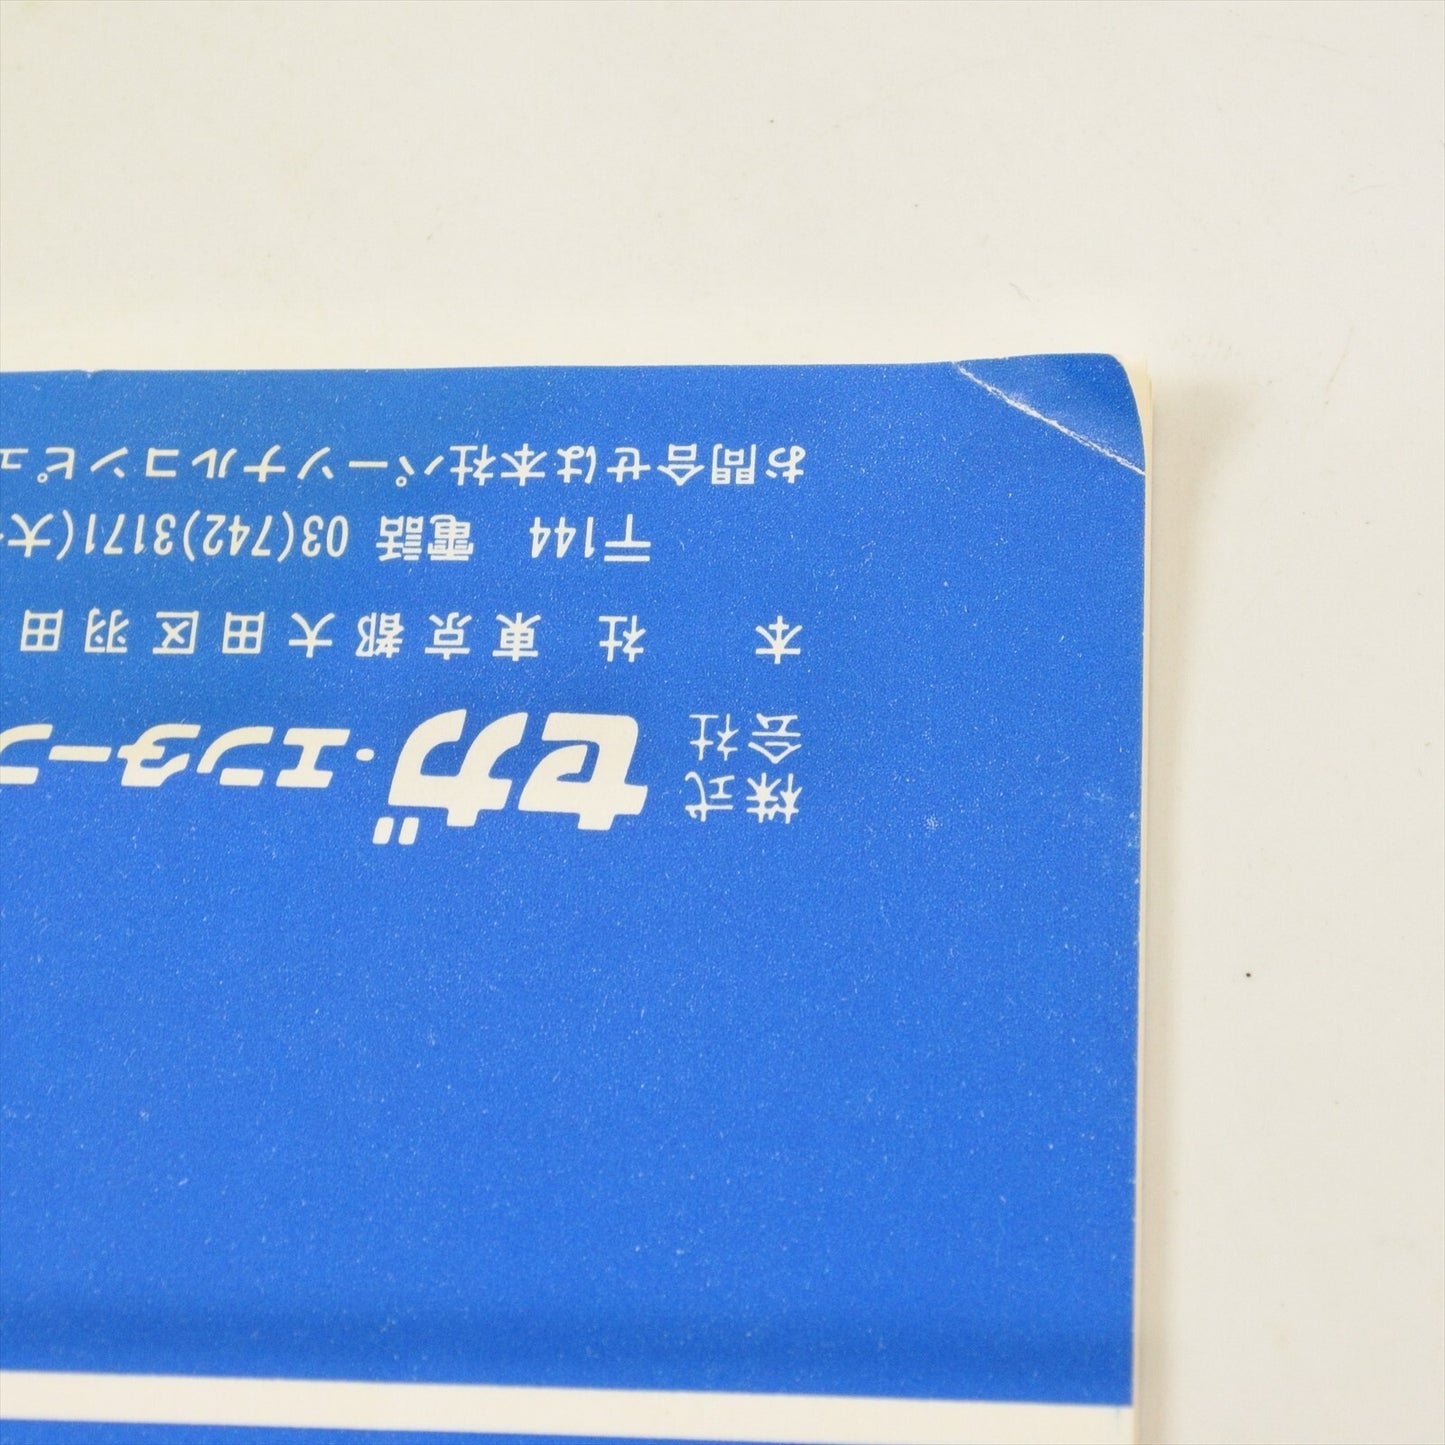 株式会社 セガ・エンター
本 社 東京都大田区羽田
〒144 電話 03(742)3171(大
お問合せは本社パーソナルコンピュ